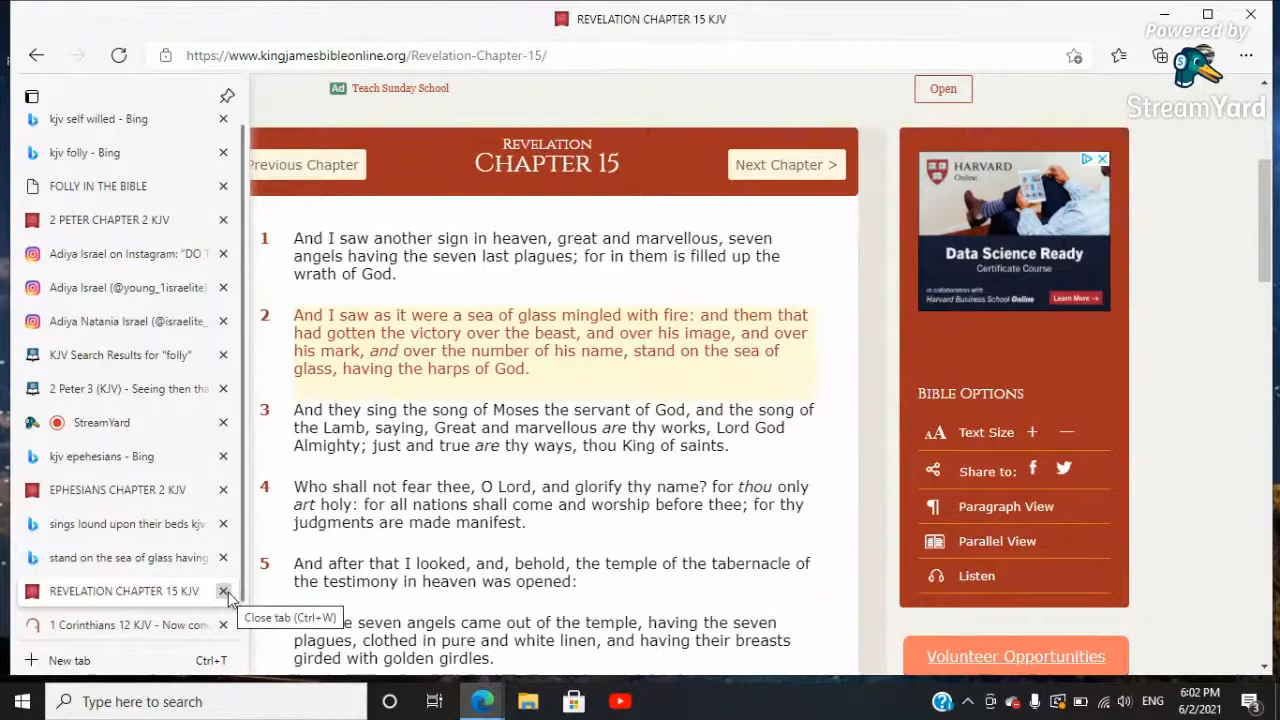 REVELATION CHAPTER 15 KJV
Powered by
StreamYard
https://www.kingjamesbibleonline.org/Revelation-Chapter-15/
kjv self willed - Bing
kjv folly - Bing
FOLLY IN THE BIBLE
2 PETER CHAPTER 2 KJV
Adiya Israel on Instagram: "DO T
Adiya Israel (@young_1israelite)
Adiya Natania Israel (@israelite_
KJV Search Results for "folly"
2 Peter 3 (KJV) - Seeing then tha
StreamYard
kjv epehesians - Bing
EPHESIANS CHAPTER 2 KJV
sings lound upon their beds kjv
stand on the sea of glass having
REVELATION CHAPTER 15 KJV
Close tab (Ctrl+W)
1 Corinthians 12 KJV - Now conc
New tab Ctrl+T
Ad Teach Sunday School
Open
Previous Chapter
REVELATION
CHAPTER 15
Next Chapter >
1 And I saw another sign in heaven, great and marvellous, seven
angels having the seven last plagues; for in them is filled up the
wrath of God.
2 And I saw as it were a sea of glass mingled with fire: and them that
had gotten the victory over the beast, and over his image, and over
his mark, and over the number of his name, stand on the sea of
glass, having the harps of God.
3 And they sing the song of Moses the servant of God, and the song of
the Lamb, saying, Great and marvellous are thy works, Lord God
Almighty; just and true are thy ways, thou King of saints.
4 Who shall not fear thee, O Lord, and glorify thy name? for thou only
art holy: for all nations shall come and worship before thee; for thy
judgments are made manifest.
5 And after that I looked, and, behold, the temple of the tabernacle of
the testimony in heaven was opened:
seven angels came out of the temple, having the seven
plagues, clothed in pure and white linen, and having their breasts
girded with golden girdles.
HARVARD
Online
Data Science Ready
Certificate Course
in collaboration with
Harvard Business School Online
Learn More →
BIBLE OPTIONS
AA Text Size + —
Share to:
Paragraph View
Parallel View
Listen
Volunteer Opportunities
Type here to search
ENG
6:02 PM
6/2/2021
3